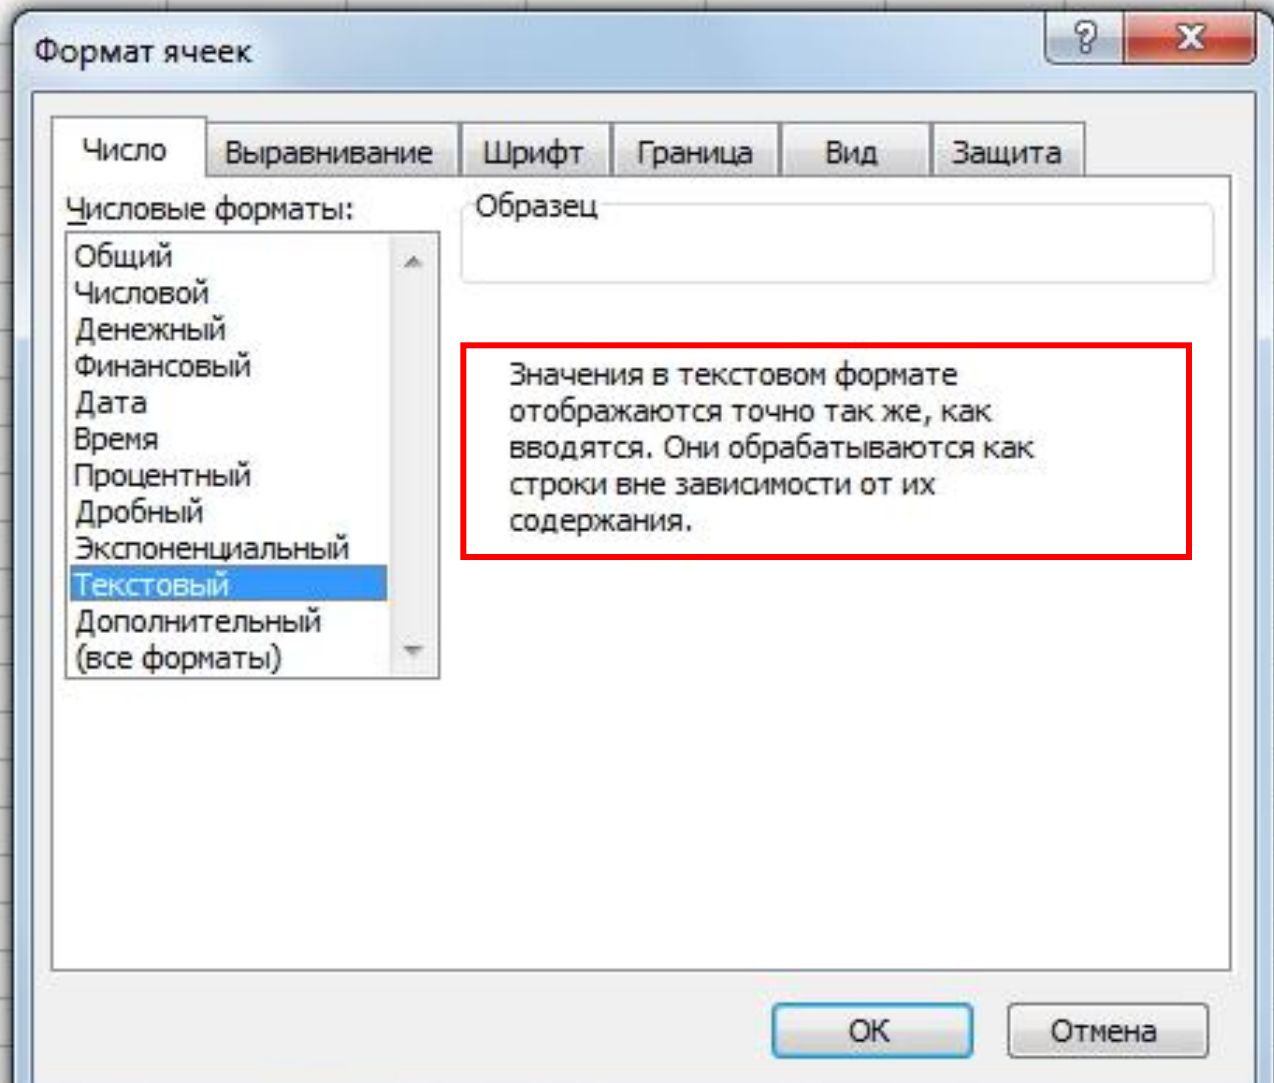 Формат ячеек
?
Число Выравнивание Шрифт Граница Вид Защита
Числовые форматы:
Общий
Числовой
Денежный
Финансовый
Дата
Время
Процентный
Дробный
Экспоненциальный
Текстовый
Дополнительный
(все форматы)
Образец
Значения в текстовом формате
отображаются точно так же, как
вводятся. Они обрабатываются как
строки вне зависимости от их
содержания.
ОК Отмена